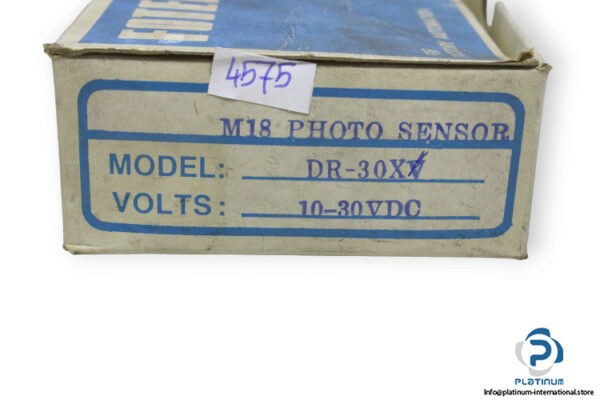 4575
M18 PHOTO SENSOR
MODEL: DR-30X
VOLTS: 10-30VDC
PLATINUM
Info@platinum-international.store